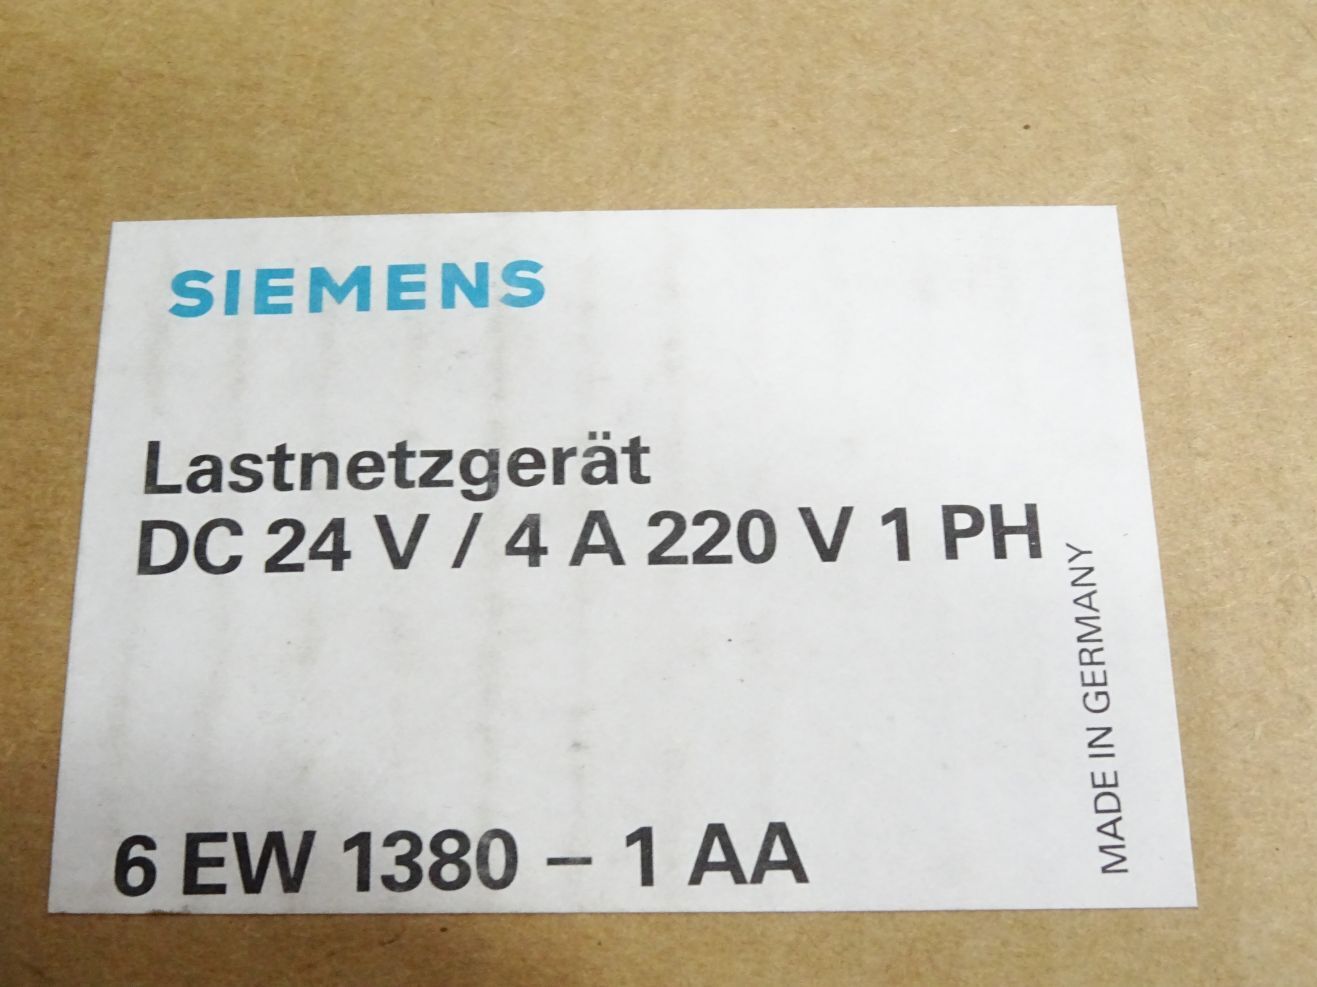 SIEMENS
Lastnetzgerät
DC 24 V / 4 A 220 V 1 PH
MADE IN GERMANY
6 EW 1380 – 1 AA